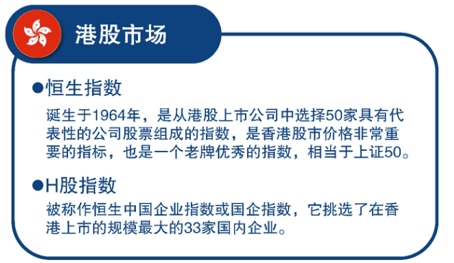 港股市场
●恒生指数
诞生于1964年，是从港股上市公司中选择50家具有代
表性的公司股票组成的指数，是香港股市价格非常重
要的指标，也是一个老牌优秀的指数，相当于上证50。
●H股指数
被称作恒生中国企业指数或国企指数，它挑选了在香
港上市的规模最大的33家国内企业。